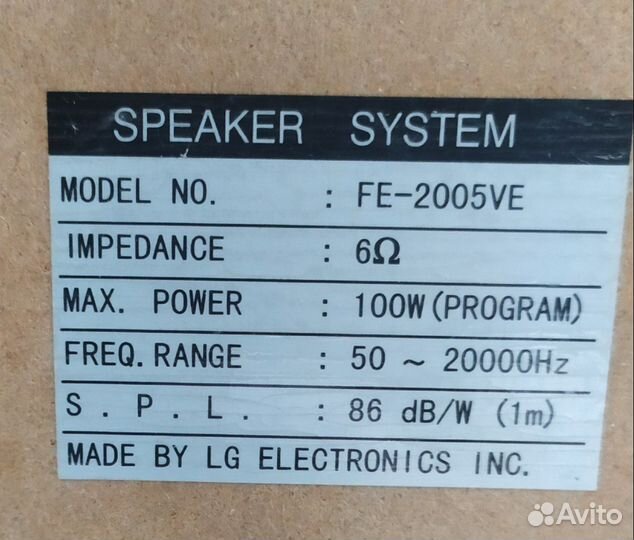 SPEAKER SYSTEM
MODEL NO. : FE-2005VE
IMPEDANCE : 6Ω
MAX. POWER : 100W(PROGRAM)
FREQ. RANGE : 50 ~ 20000Hz
S . P . L . : 86 dB/W (1m)
MADE BY LG ELECTRONICS INC.
Avito